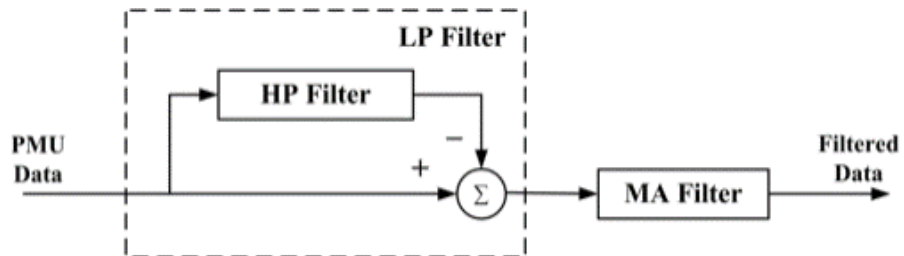 LP Filter
HP Filter
PMU
Data
−
+
Σ
MA Filter
Filtered
Data